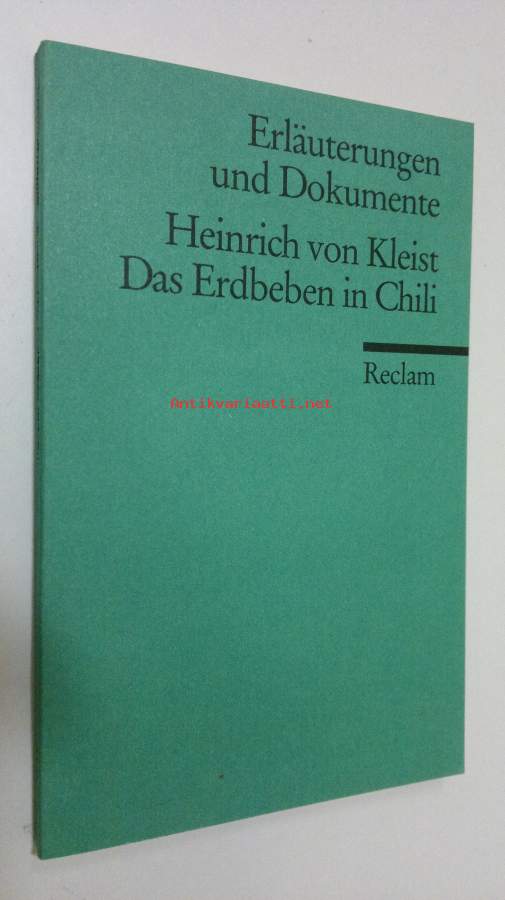 Erläuterungen
und Dokumente
Heinrich von Kleist
Das Erdbeben in Chili
Reclam
Antikvariaatti.net